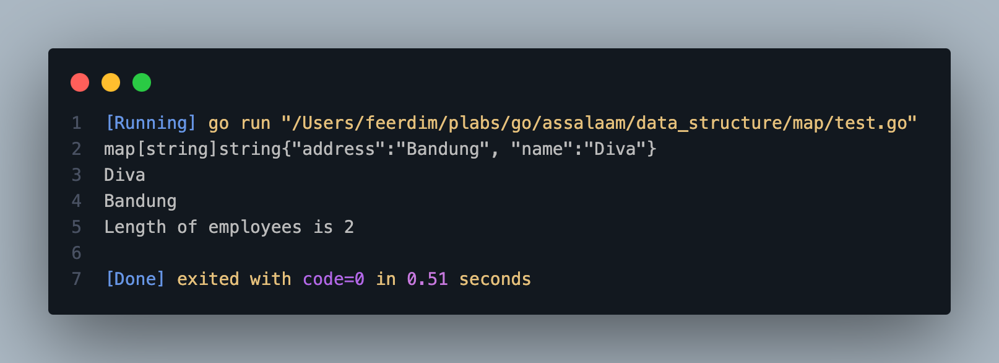 1 [Running] go run "/Users/feerdim/plabs/go/assalaam/data_structure/map/test.go"
2 map[string]string{"address":"Bandung", "name":"Diva"}
3 Diva
4 Bandung
5 Length of employees is 2
6
7 [Done] exited with code=0 in 0.51 seconds